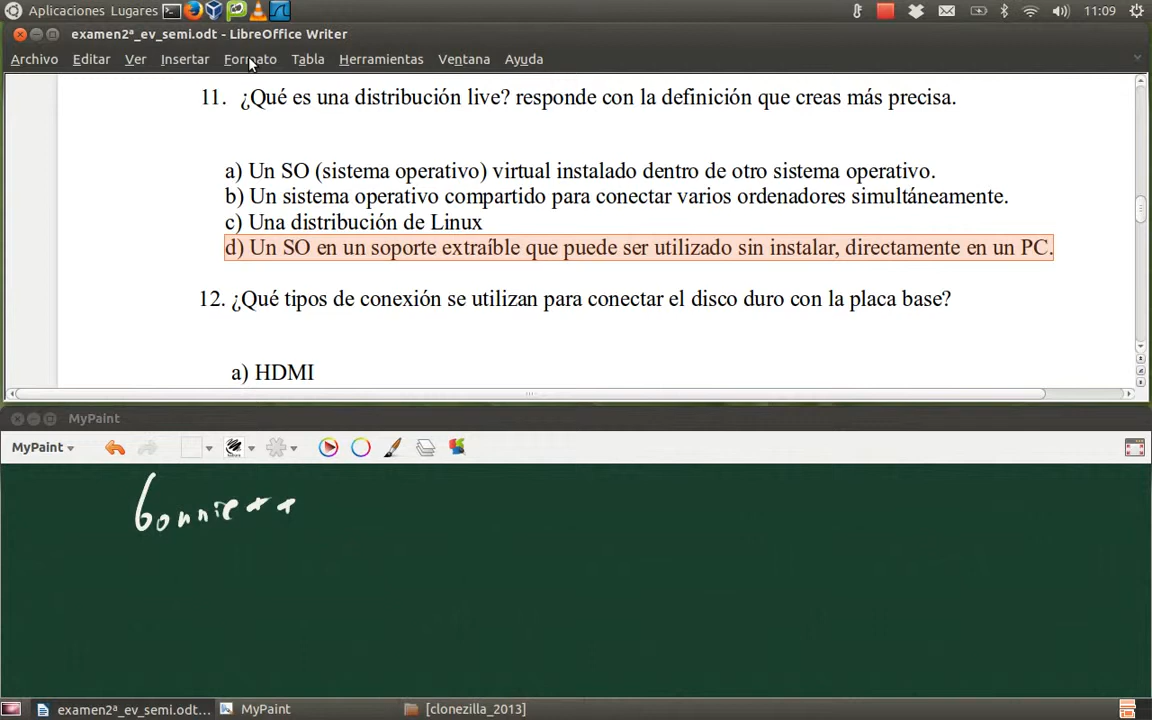 Aplicaciones Lugares 11:09
examen2ª_ev_semi.odt - LibreOffice Writer
Archivo Editar Ver Insertar Formato Tabla Herramientas Ventana Ayuda
11. ¿Qué es una distribución live? responde con la definición que creas más precisa.
a) Un SO (sistema operativo) virtual instalado dentro de otro sistema operativo.
b) Un sistema operativo compartido para conectar varios ordenadores simultáneamente.
c) Una distribución de Linux
d) Un SO en un soporte extraíble que puede ser utilizado sin instalar, directamente en un PC.
12. ¿Qué tipos de conexión se utilizan para conectar el disco duro con la placa base?
a) HDMI
MyPaint
MyPaint
bonnie++
examen2ª_ev_semi.odt... MyPaint [clonezilla_2013]